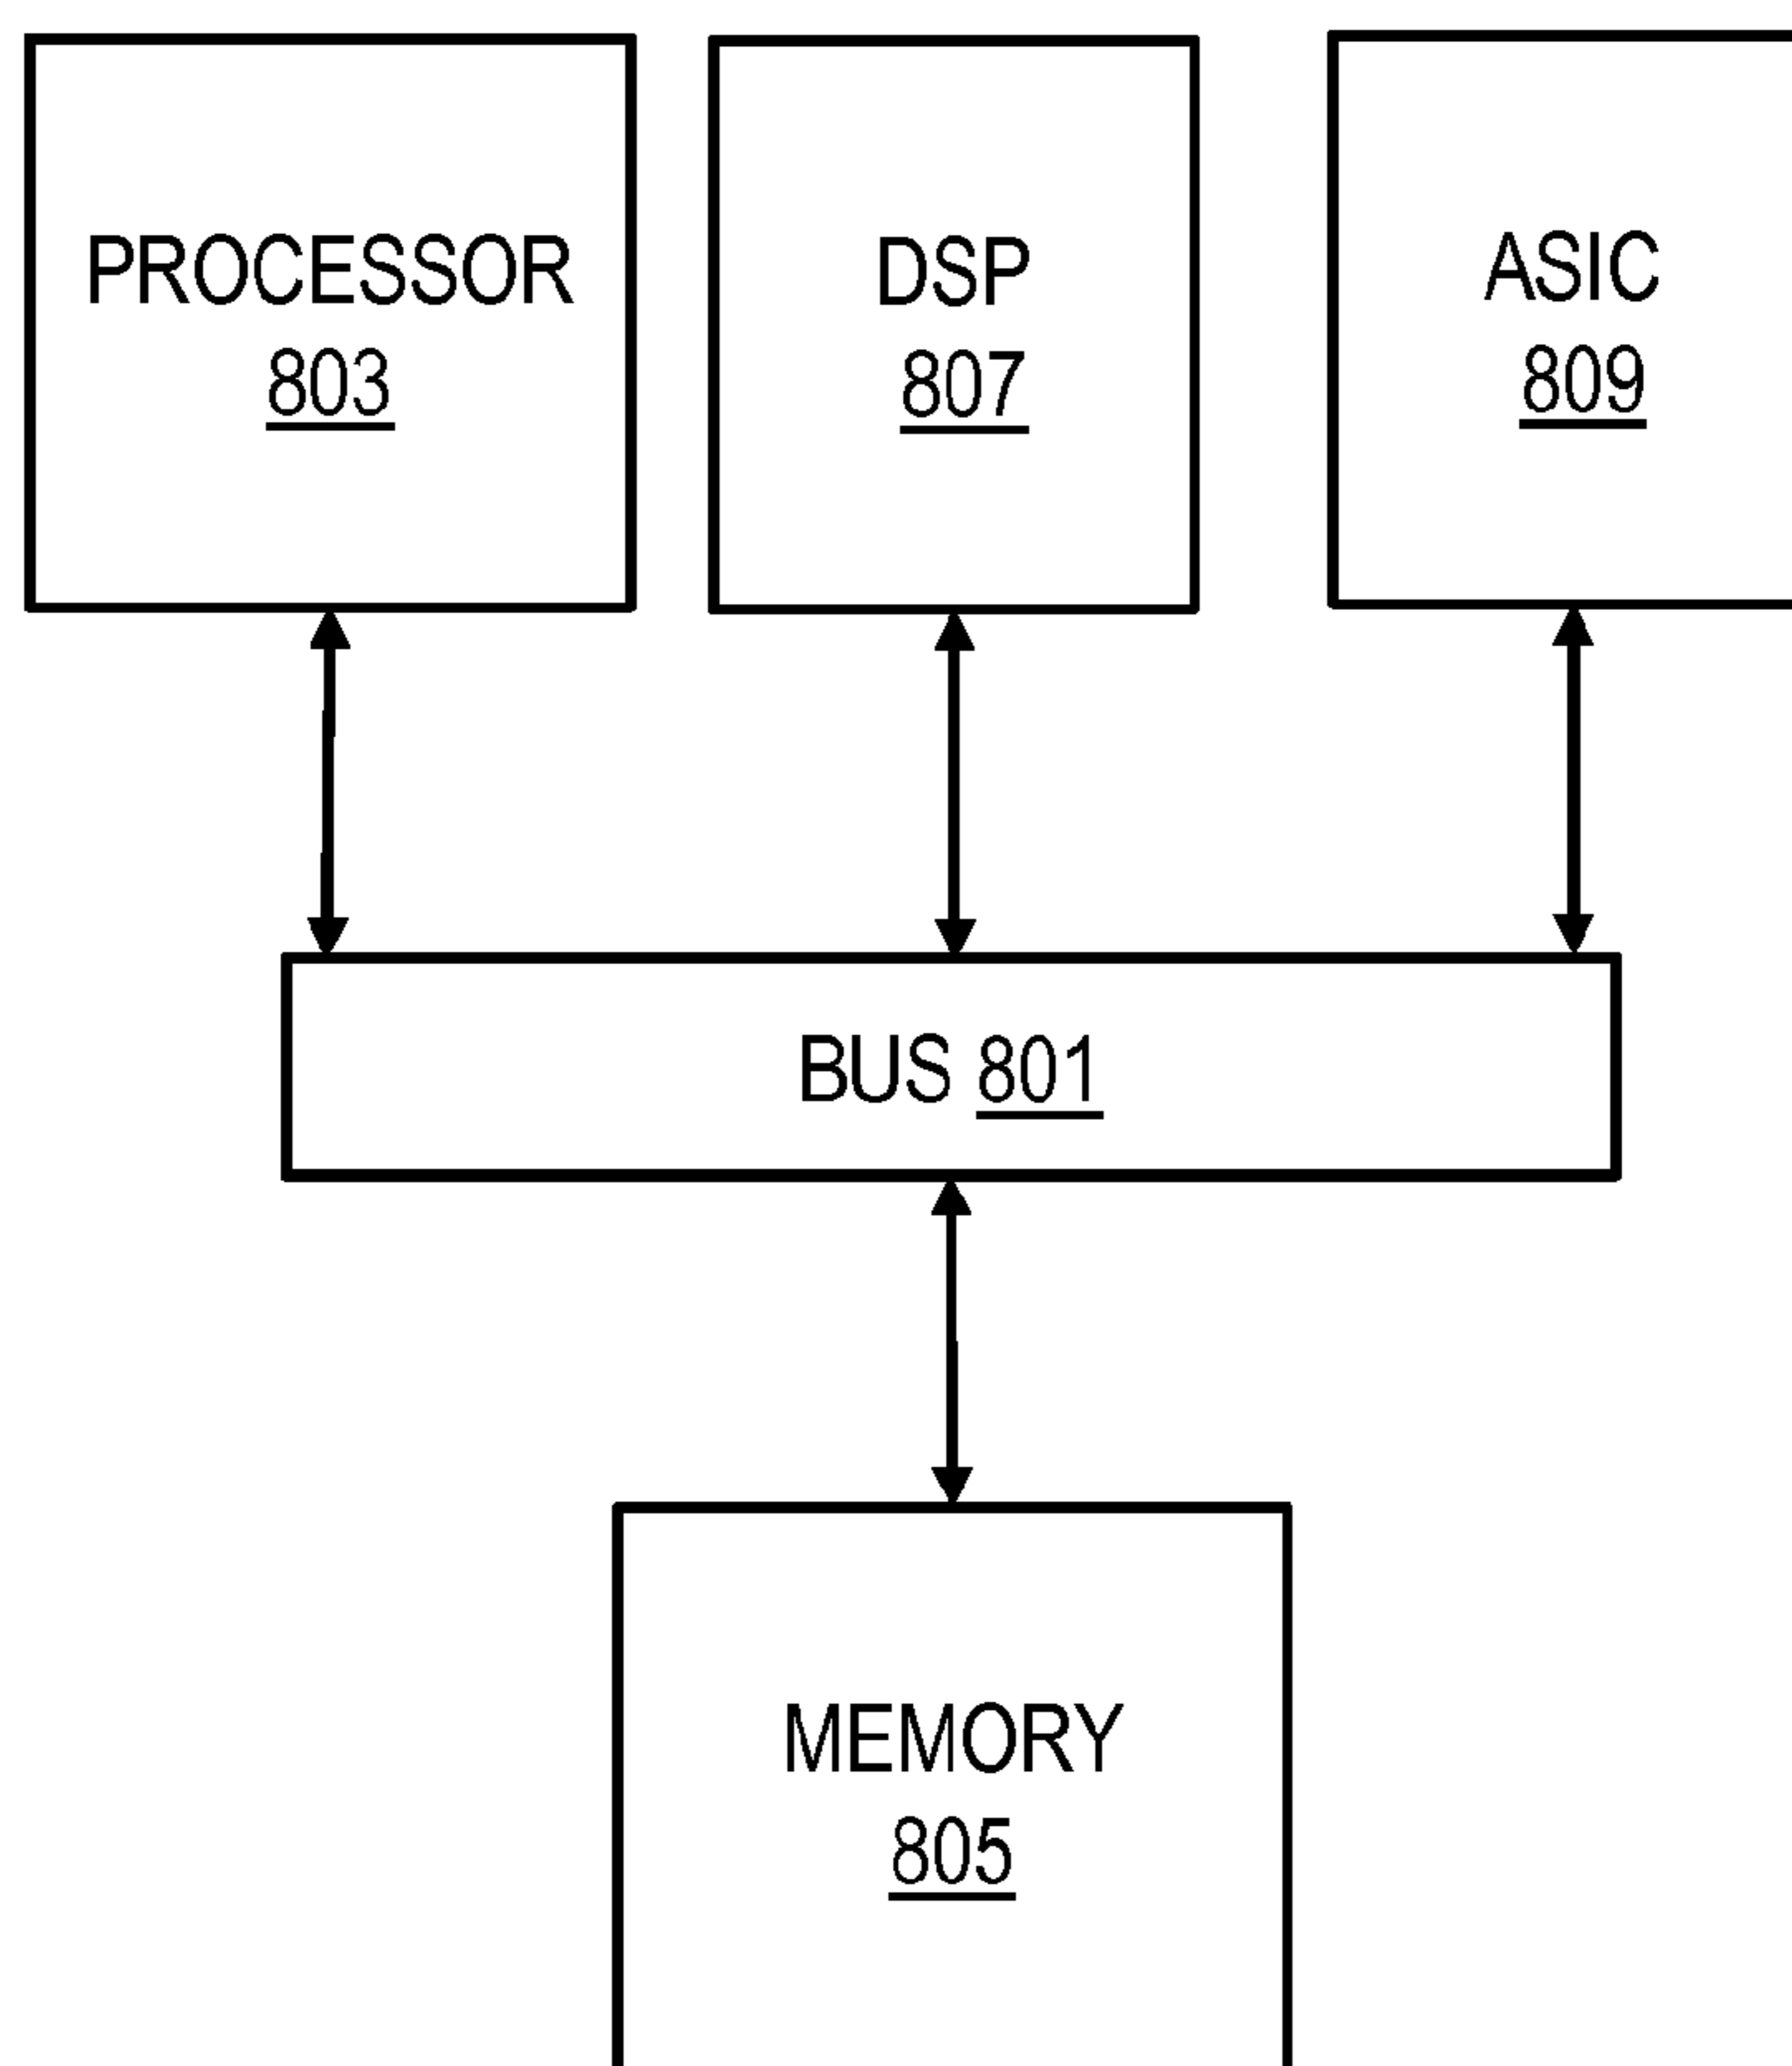 PROCESSOR
803
DSP
807
ASIC
809
BUS 801
MEMORY
805